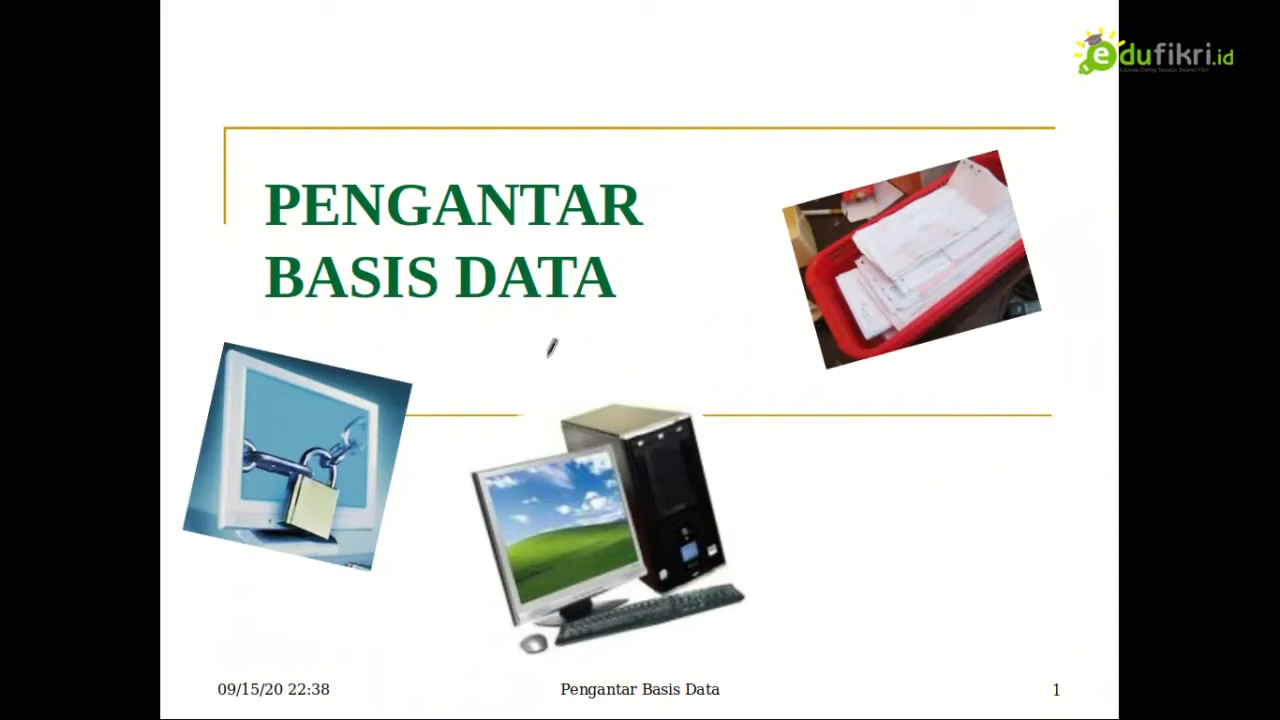 edufikri.id
PENGANTAR
BASIS DATA
09/15/20 22:38
Pengantar Basis Data
1